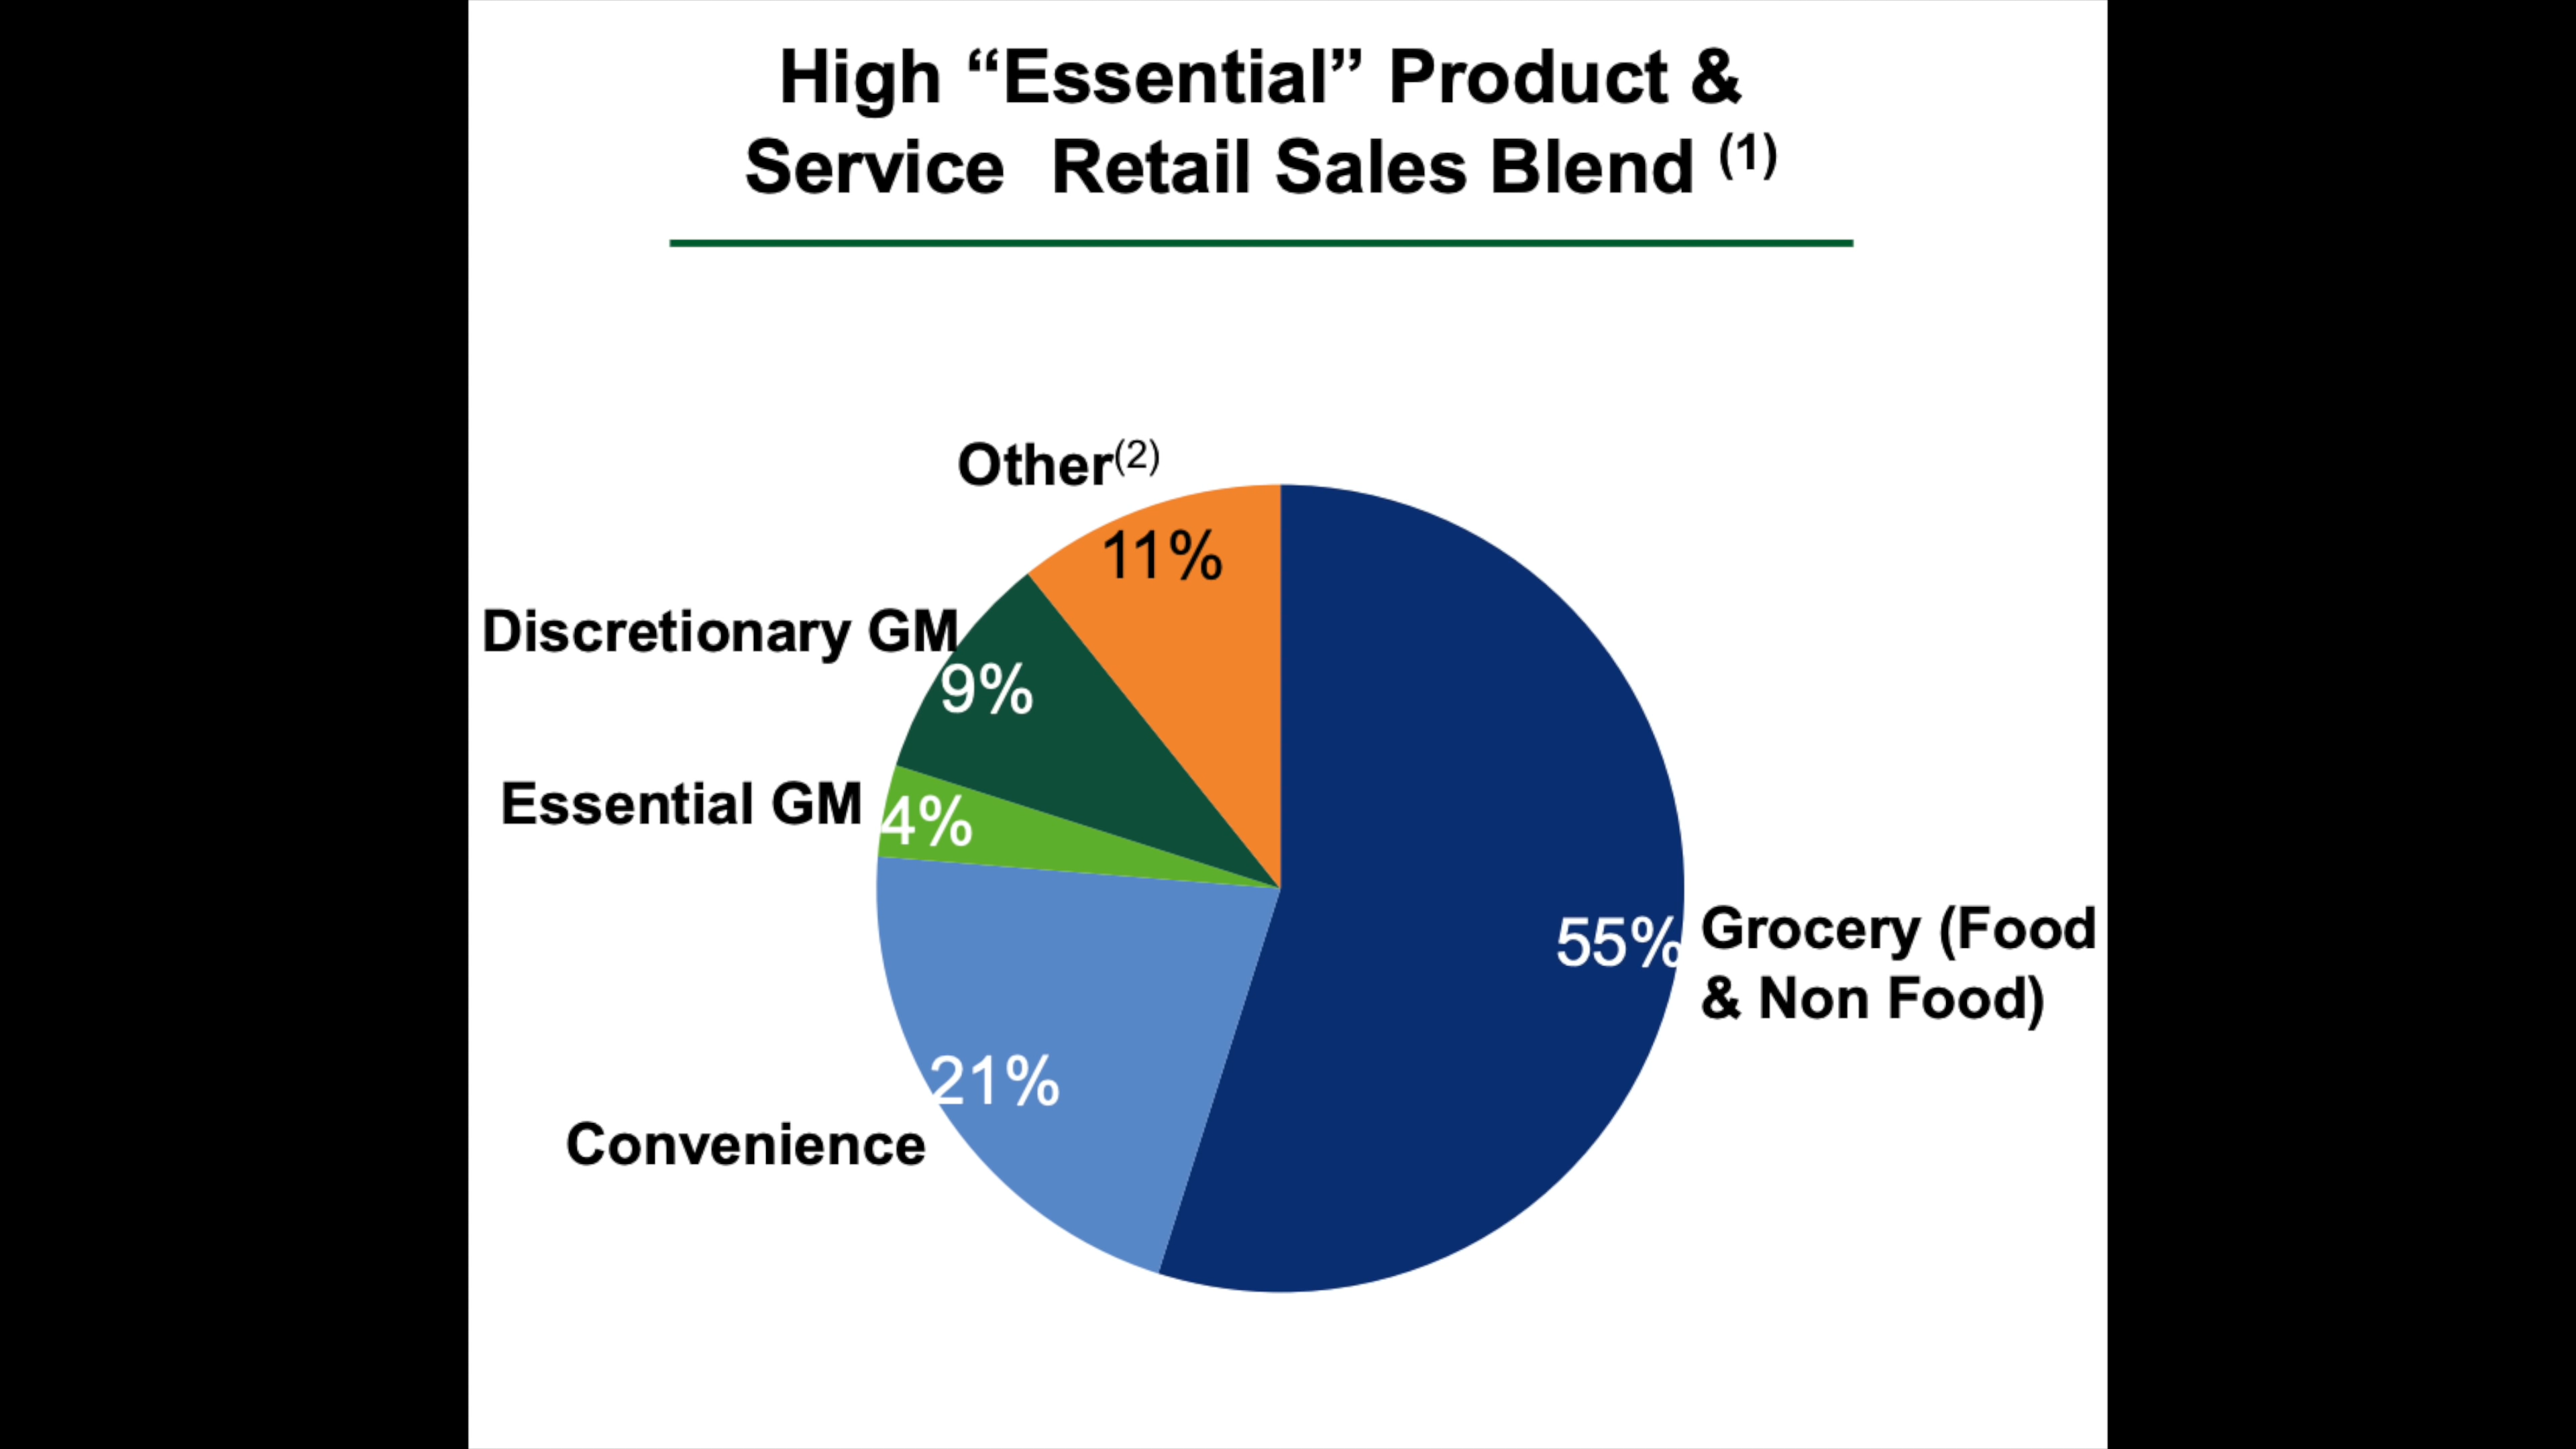 High “Essential” Product &
Service  Retail Sales Blend (1)
Other(2)
11%
Discretionary GM
9%
Essential GM
4%
55%
Grocery (Food
& Non Food)
21%
Convenience